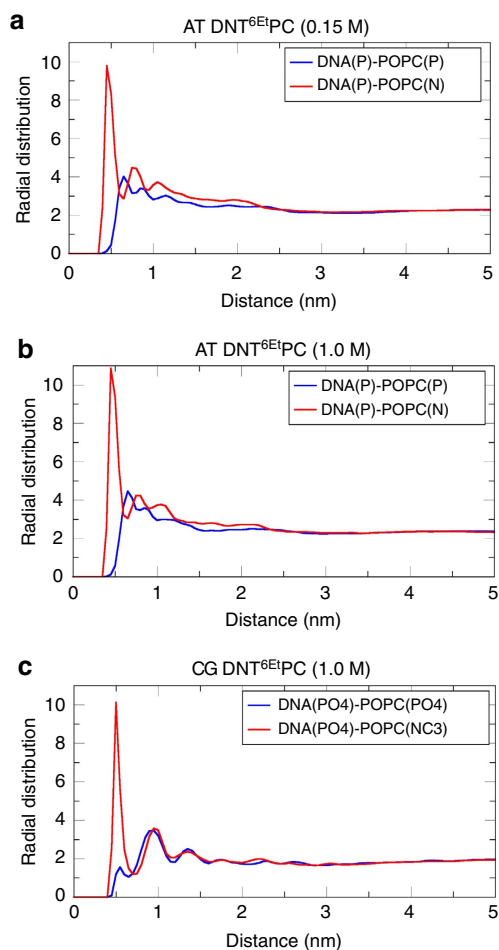 a
AT DNT⁶ᴱᵗPC (0.15 M)
DNA(P)-POPC(P)
DNA(P)-POPC(N)
Radial distribution
10
8
6
4
2
0
0 1 2 3 4 5
Distance (nm)
b
AT DNT⁶ᴱᵗPC (1.0 M)
DNA(P)-POPC(P)
DNA(P)-POPC(N)
Radial distribution
10
8
6
4
2
0
0 1 2 3 4 5
Distance (nm)
c
CG DNT⁶ᴱᵗPC (1.0 M)
DNA(PO4)-POPC(PO4)
DNA(PO4)-POPC(NC3)
Radial distribution
10
8
6
4
2
0
0 1 2 3 4 5
Distance (nm)